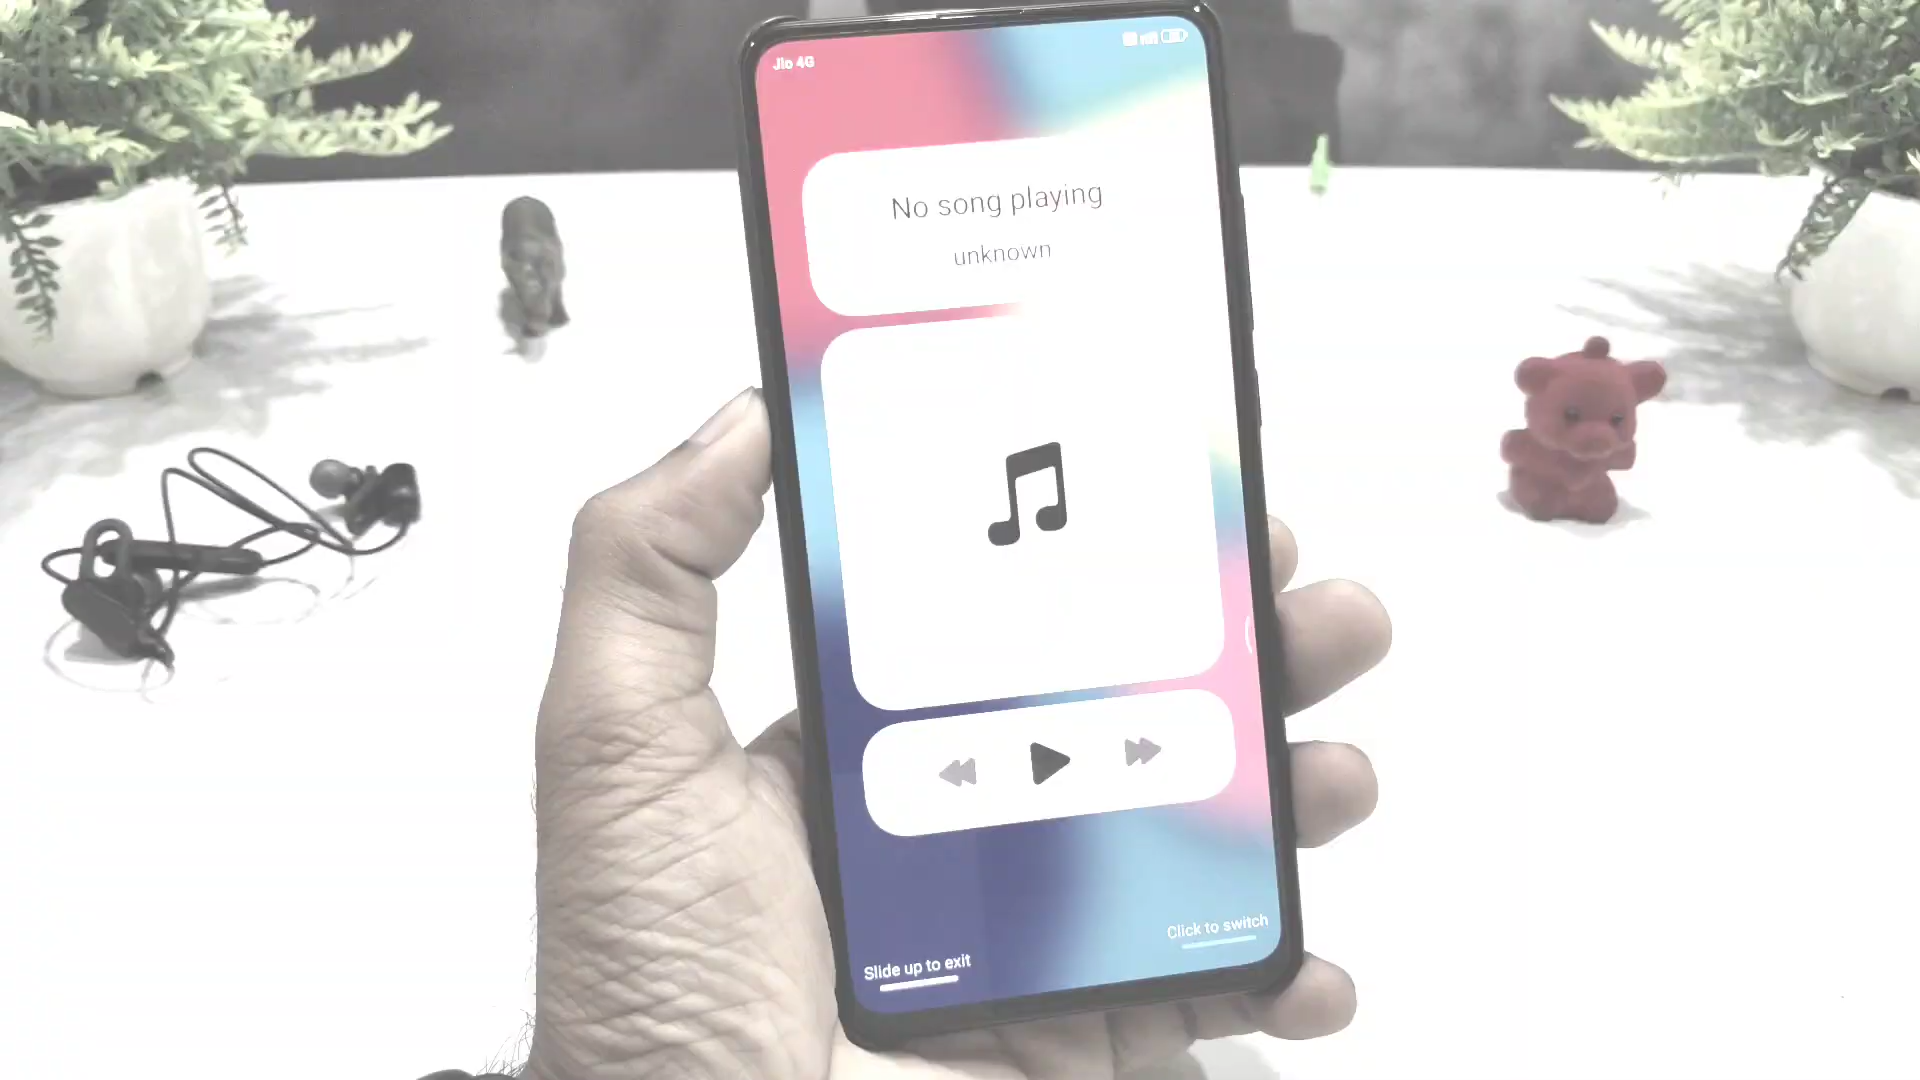 Jio 4G
No song playing
unknown
Click to switch
Slide up to exit